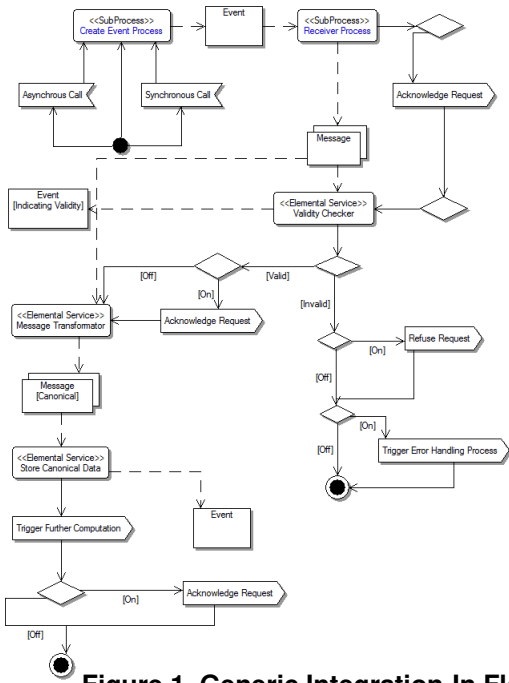 <<SubProcess>>
Create Event Process
Event
<<SubProcess>>
Receiver Process
Asynchrous Call
Synchronous Call
Acknowledge Request
Message
Event
[Indicating Validity]
<<Elemental Service>>
Validity Checker
[Off]
[Valid]
[On]
[Invalid]
<<Elemental Service>>
Message Transformator
Acknowledge Request
Refuse Request
[On]
[Off]
Message
[Canonical]
[On]
[Off]
Trigger Error Handling Process
<<Elemental Service>>
Store Canonical Data
Event
Trigger Further Computation
[On]
Acknowledge Request
[Off]
Figure 1. Generic Integration In Fl